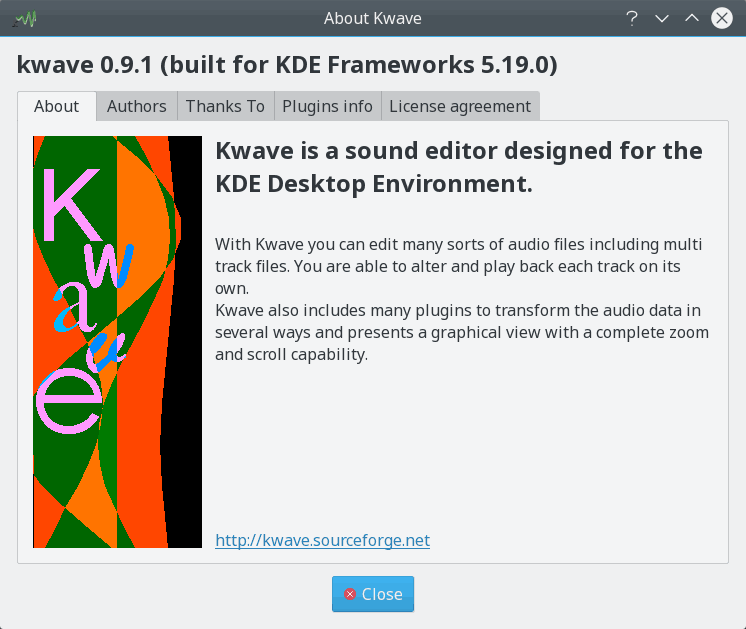 About Kwave
kwave 0.9.1 (built for KDE Frameworks 5.19.0)
About Authors Thanks To Plugins info License agreement
K
w
a
v
e
Kwave is a sound editor designed for the
KDE Desktop Environment.
With Kwave you can edit many sorts of audio files including multi
track files. You are able to alter and play back each track on its
own.
Kwave also includes many plugins to transform the audio data in
several ways and presents a graphical view with a complete zoom
and scroll capability.
http://kwave.sourceforge.net
Close